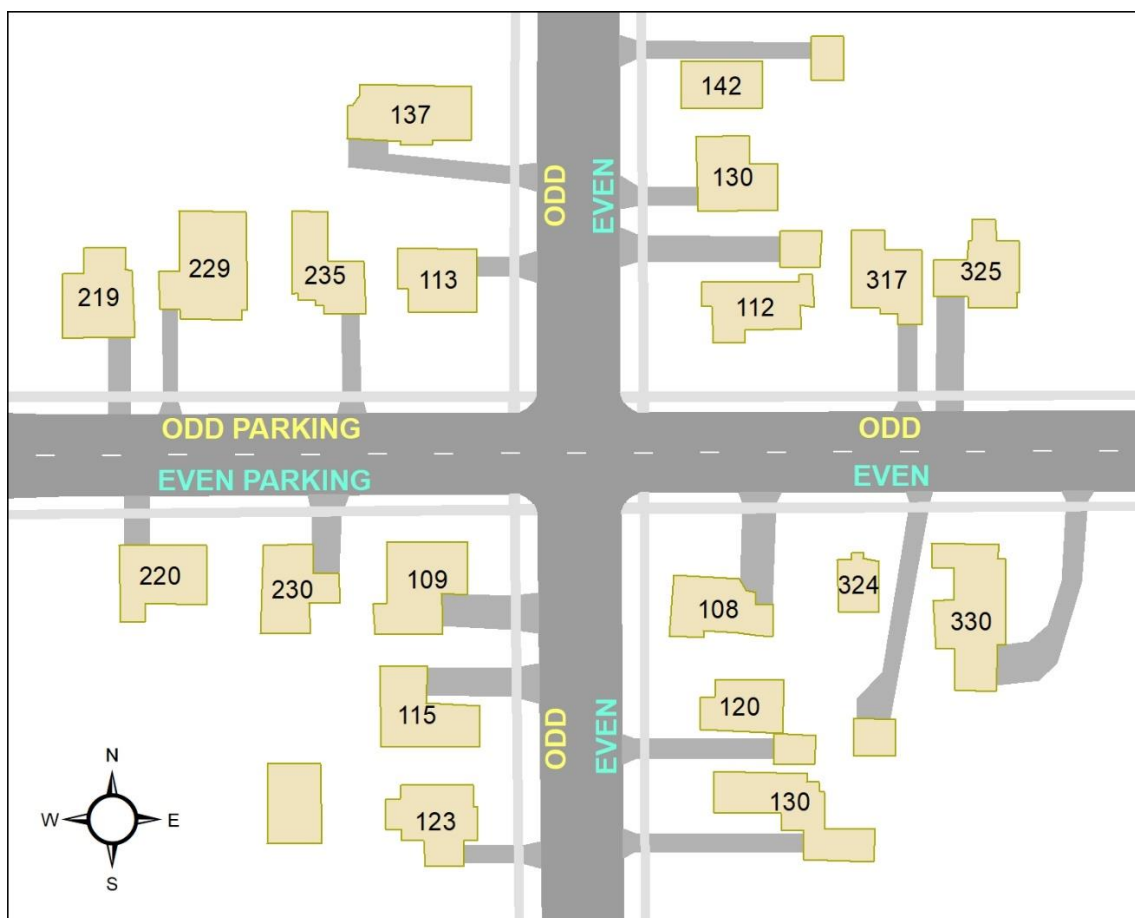 142
137
130
ODD
EVEN
219
229
235
113
112
317
325
ODD PARKING
ODD
EVEN PARKING
EVEN
220
230
109
108
324
330
115
120
ODD
EVEN
123
130
N
W
E
S